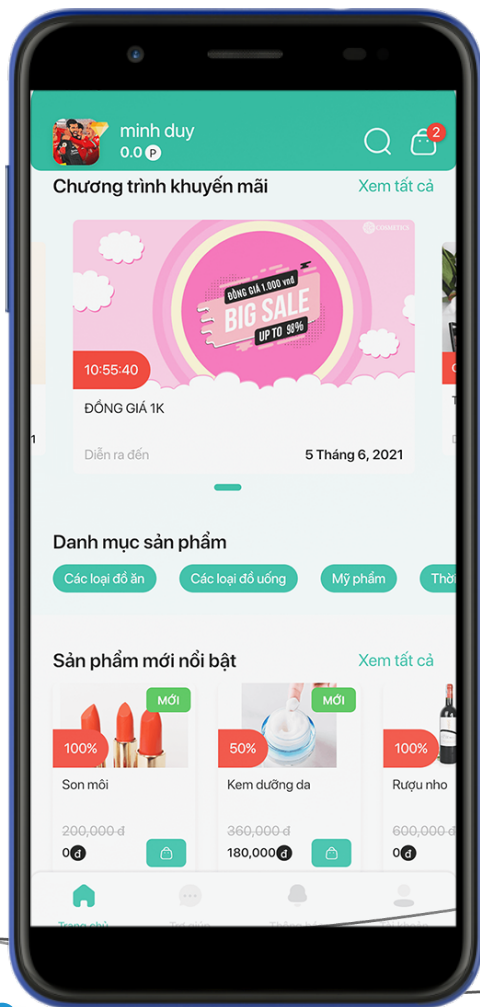 minh duy
2
0.0 P
Chương trình khuyến mãi
Xem tất cả
COSMETICS
ĐỒNG GIÁ 1.000 vnđ
BIG SALE
UP TO 98%
10:55:40
ĐỒNG GIÁ 1K
1
Diễn ra đến
5 Tháng 6, 2021
Danh mục sản phẩm
Các loại đồ ăn
Các loại đồ uống
Mỹ phẩm
Thời
Sản phẩm mới nổi bật
Xem tất cả
MỚI
100%
Son môi
200,000 đ
0 đ
MỚI
50%
Kem dưỡng da
360,000 đ
180,000 đ
100%
Rượu nho
600,000 đ
0 đ
Trang chủ